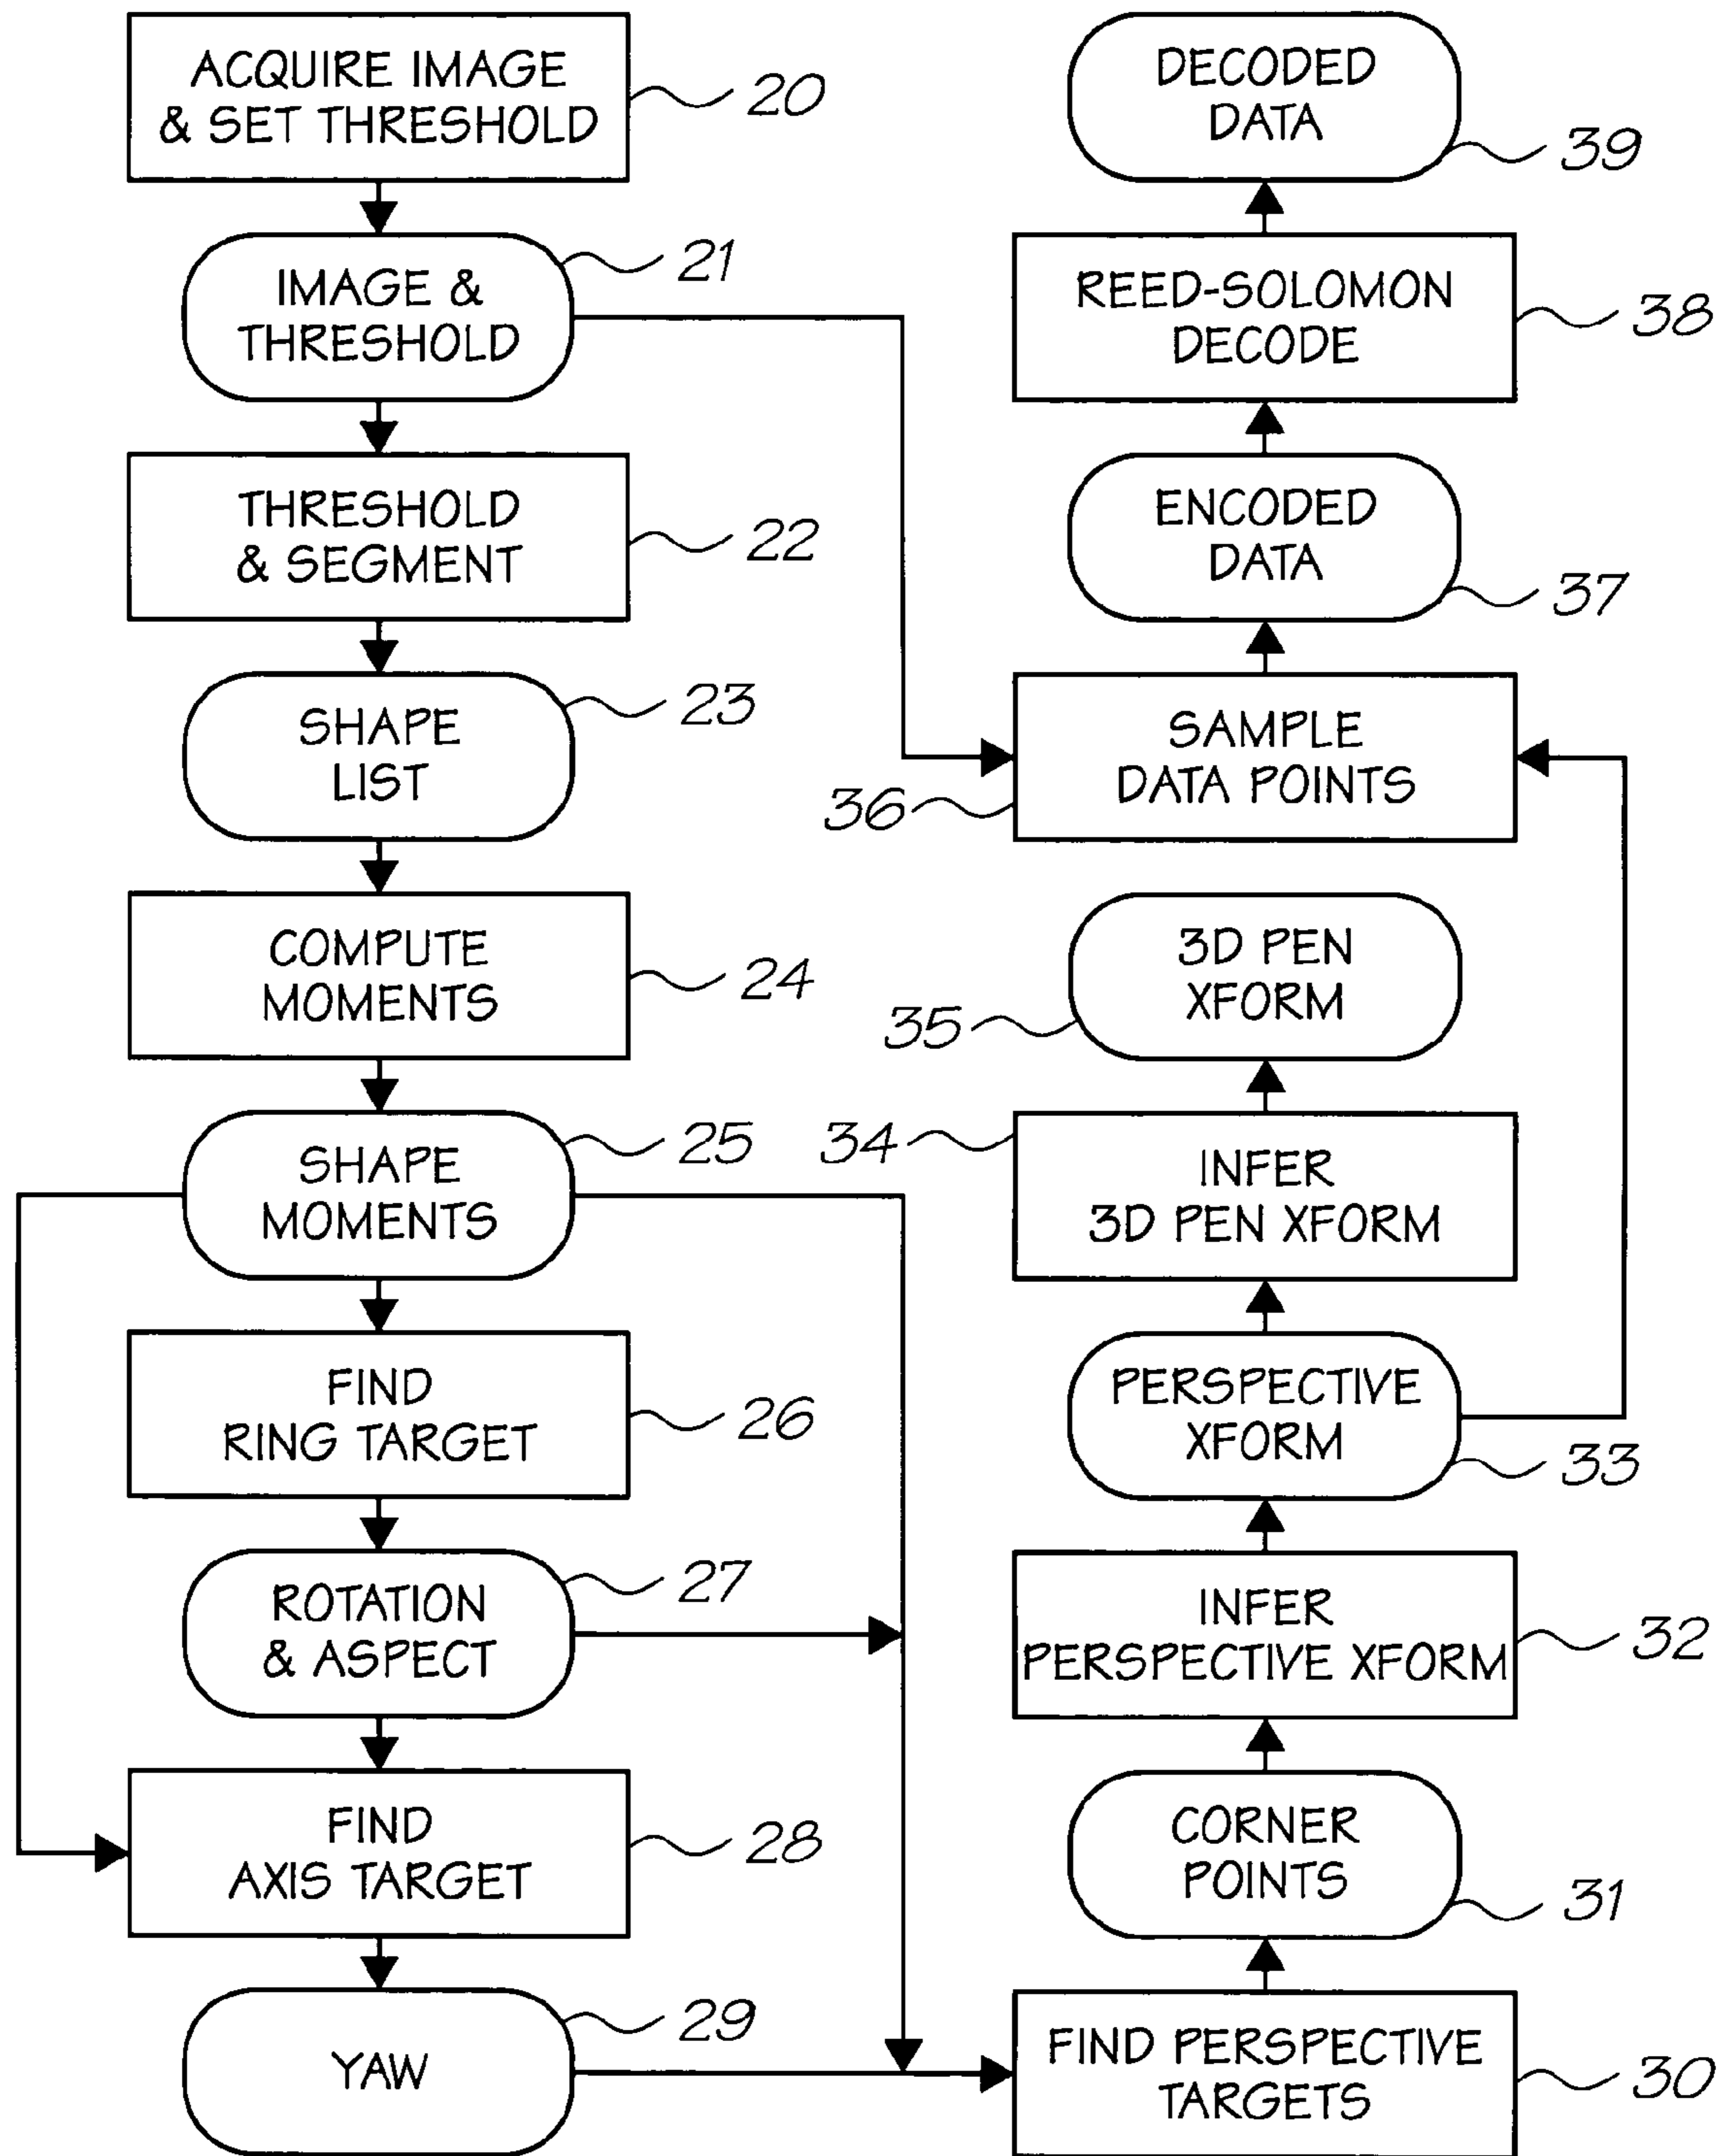 ACQUIRE IMAGE
& SET THRESHOLD
20
IMAGE &
THRESHOLD
21
THRESHOLD
& SEGMENT
22
SHAPE
LIST
23
COMPUTE
MOMENTS
24
SHAPE
MOMENTS
25
FIND
RING TARGET
26
ROTATION
& ASPECT
27
FIND
AXIS TARGET
28
YAW
29
DECODED
DATA
39
REED-SOLOMON
DECODE
38
ENCODED
DATA
37
SAMPLE
DATA POINTS
36
3D PEN
XFORM
35
INFER
3D PEN XFORM
34
PERSPECTIVE
XFORM
33
INFER
PERSPECTIVE XFORM
32
CORNER
POINTS
31
FIND PERSPECTIVE
TARGETS
30